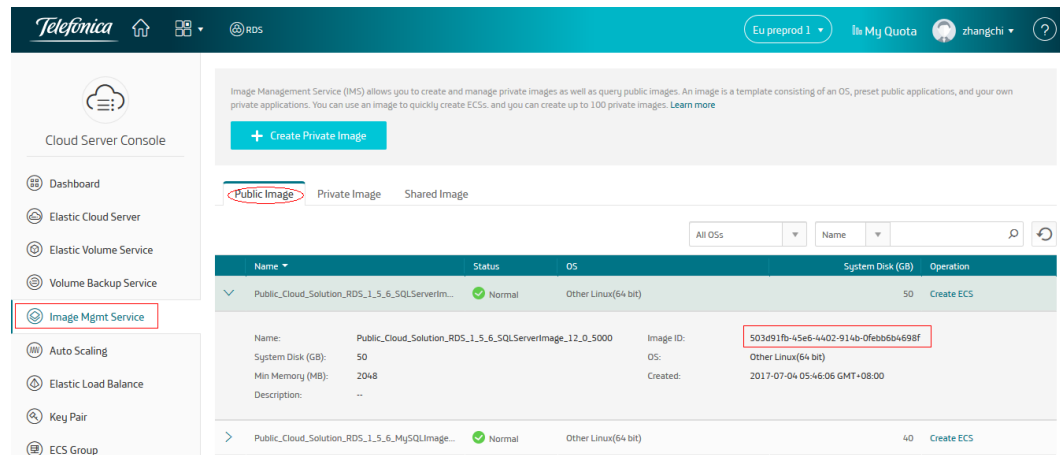 Telefónica
RDS
Eu preprod 1
My Quota
zhangchi
?
Cloud Server Console
Dashboard
Elastic Cloud Server
Elastic Volume Service
Volume Backup Service
Image Mgmt Service
Auto Scaling
Elastic Load Balance
Key Pair
ECS Group
Image Management Service (IMS) allows you to create and manage private images as well as query public images. An image is a template consisting of an OS, preset public applications, and your own
private applications. You can use an image to quickly create ECSs. and you can create up to 100 private images. Learn more
+ Create Private Image
Public Image Private Image Shared Image
All OSs Name
Name Status OS System Disk (GB) Operation
Public_Cloud_Solution_RDS_1_5_6_SQLServerIm... Normal Other Linux(64 bit) 50 Create ECS
Name: Public_Cloud_Solution_RDS_1_5_6_SQLServerImage_12_0_5000 Image ID: 503d91fb-45e6-4402-914b-0febb6b4698f
System Disk (GB): 50 OS: Other Linux(64 bit)
Min Memory (MB): 2048 Created: 2017-07-04 05:46:06 GMT+08:00
Description: --
Public_Cloud_Solution_RDS_1_5_6_MySQLImage... Normal Other Linux(64 bit) 40 Create ECS